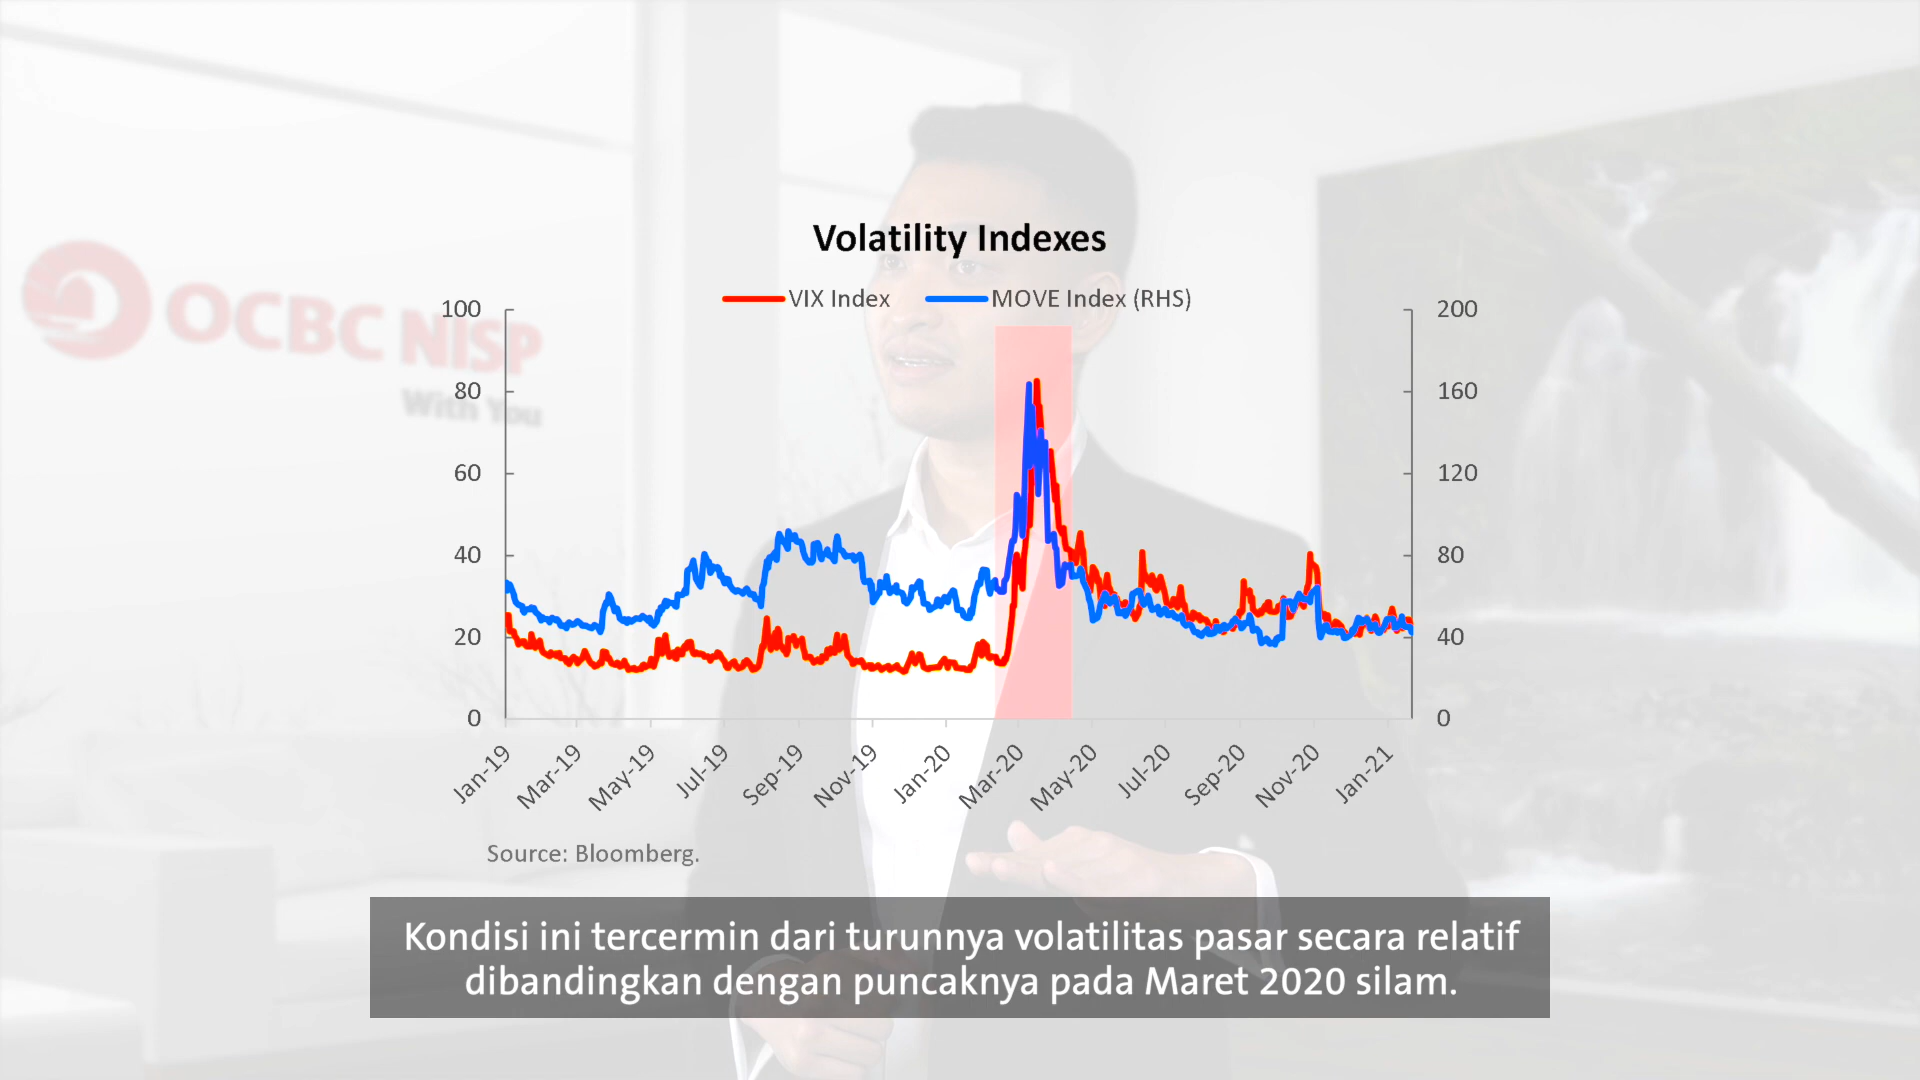 Volatility Indexes
VIX Index
MOVE Index (RHS)
OCBC NISP
With You
100
80
60
40
20
0
200
160
120
80
40
0
Jan-19
Mar-19
May-19
Jul-19
Sep-19
Nov-19
Jan-20
Mar-20
May-20
Jul-20
Sep-20
Nov-20
Jan-21
Source: Bloomberg.
Kondisi ini tercermin dari turunnya volatilitas pasar secara relatif
dibandingkan dengan puncaknya pada Maret 2020 silam.